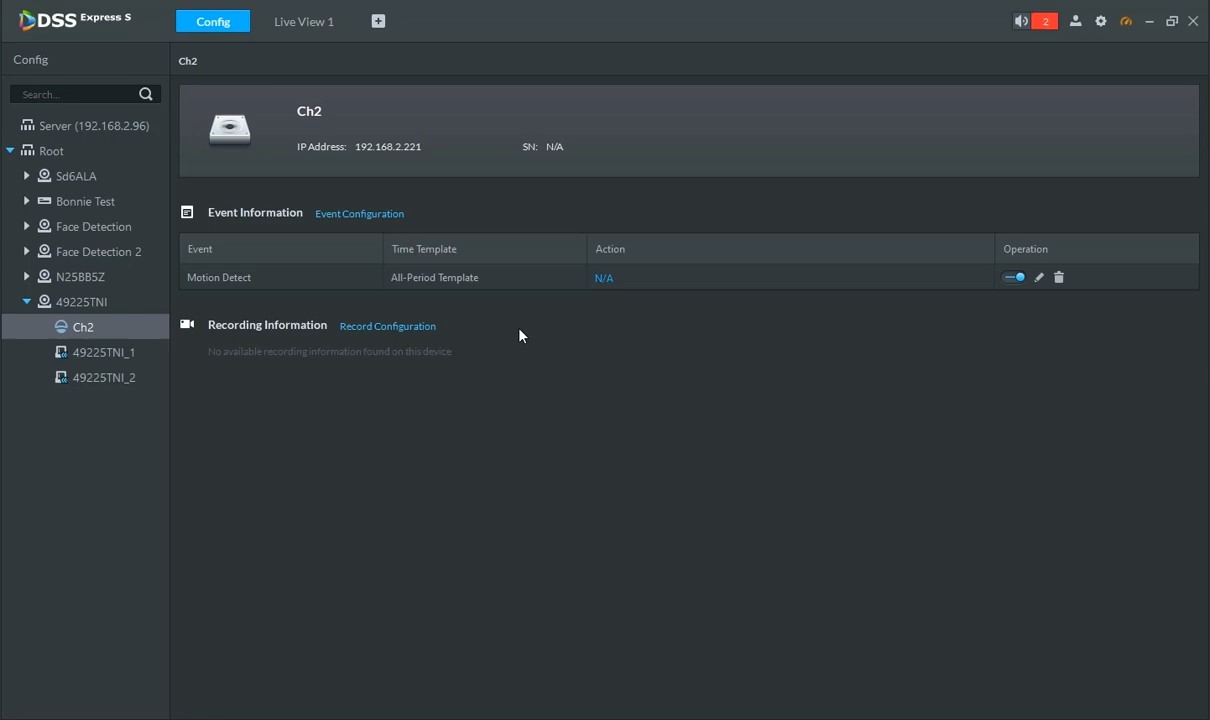 DSS Express S
Config
Live View 1
2
Config
Ch2
Search...
Server (192.168.2.96)
Root
Sd6ALA
Bonnie Test
Face Detection
Face Detection 2
N25BB5Z
49225TNI
Ch2
49225TNI_1
49225TNI_2
Ch2
IP Address: 192.168.2.221 SN: N/A
Event Information Event Configuration
Event Time Template Action Operation
Motion Detect All-Period Template N/A
Recording Information Record Configuration
No available recording information found on this device